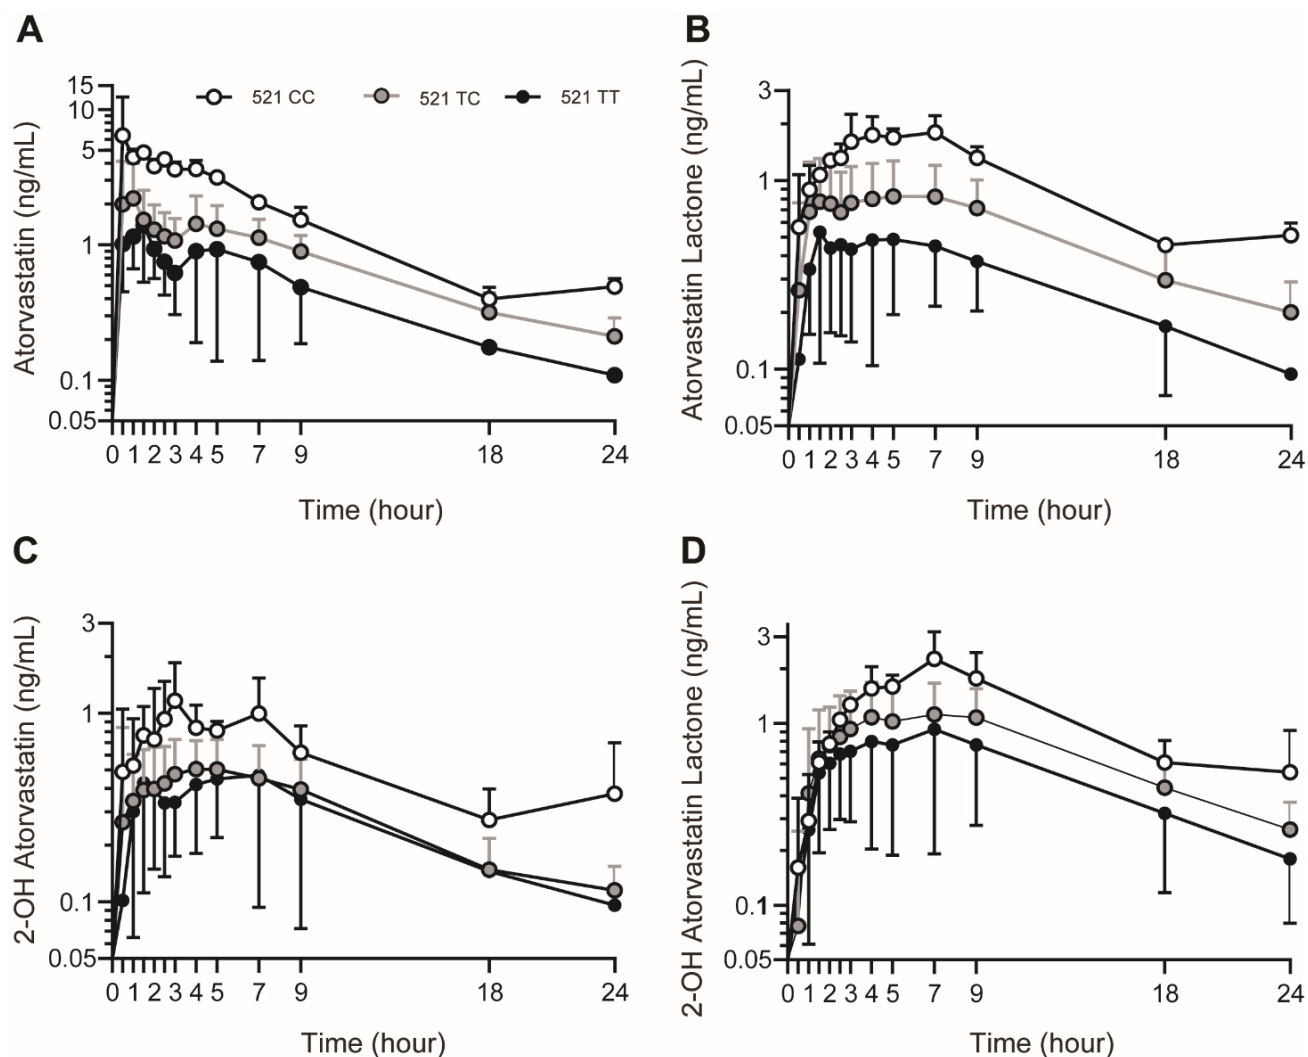 A
15
10
5
1
0.1
0.05
Atorvastatin (ng/mL)
521 CC 521 TC 521 TT
0 1 2 3 4 5 7 9 18 24
Time (hour)
B
3
1
0.1
0.05
Atorvastatin Lactone (ng/mL)
0 1 2 3 4 5 7 9 18 24
Time (hour)
C
3
1
0.1
0.05
2-OH Atorvastatin (ng/mL)
0 1 2 3 4 5 7 9 18 24
Time (hour)
D
3
1
0.1
0.05
2-OH Atorvastatin Lactone (ng/mL)
0 1 2 3 4 5 7 9 18 24
Time (hour)